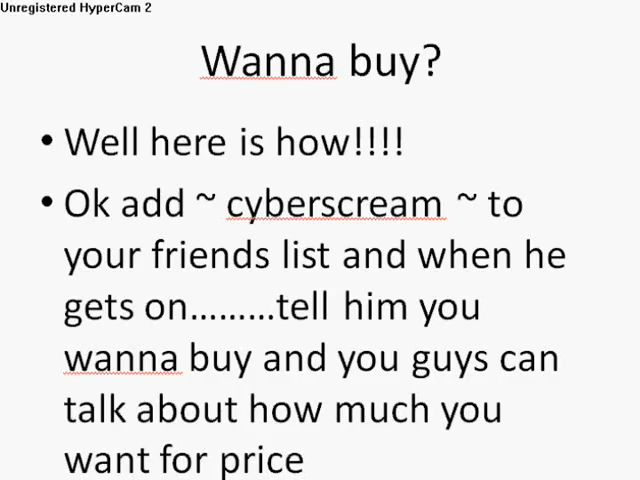 Unregistered HyperCam 2
Wanna buy?
• Well here is how!!!!
• Ok add ~ cyberscream ~ to
your friends list and when he
gets on.........tell him you
wanna buy and you guys can
talk about how much you
want for price